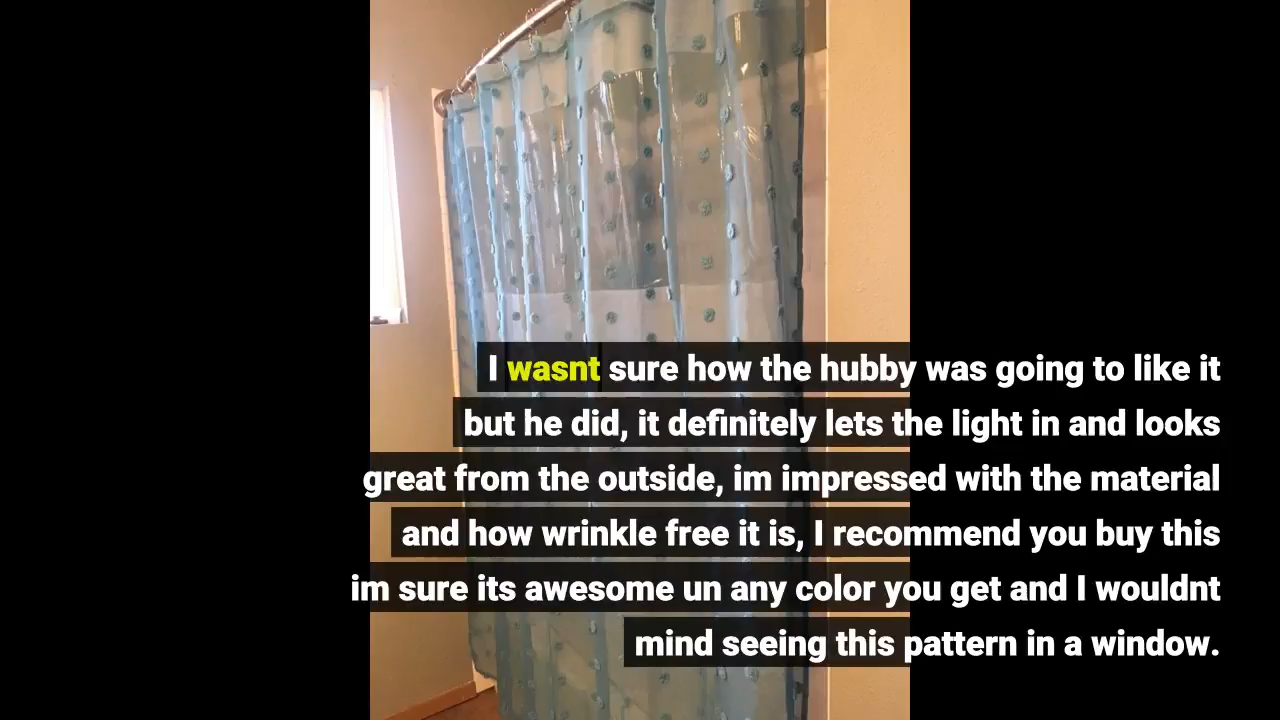 I wasnt sure how the hubby was going to like it
but he did, it definitely lets the light in and looks
great from the outside, im impressed with the material
and how wrinkle free it is, I recommend you buy this
im sure its awesome un any color you get and I wouldnt
mind seeing this pattern in a window.